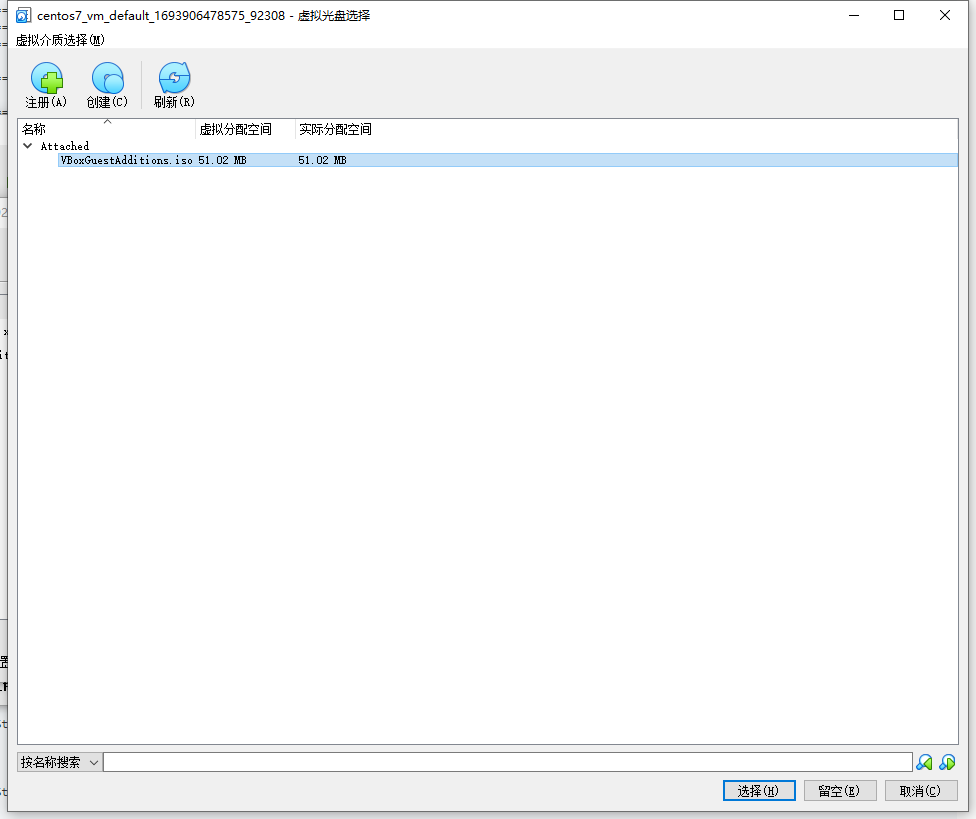 centos7_vm_default_1693906478575_92308 - 虚拟光盘选择
虚拟介质选择(M)
注册(A) 创建(C) 刷新(R)
名称 虚拟分配空间 实际分配空间
Attached
VBoxGuestAdditions.iso 51.02 MB 51.02 MB
按名称搜索
选择(H) 留空(E) 取消(C)